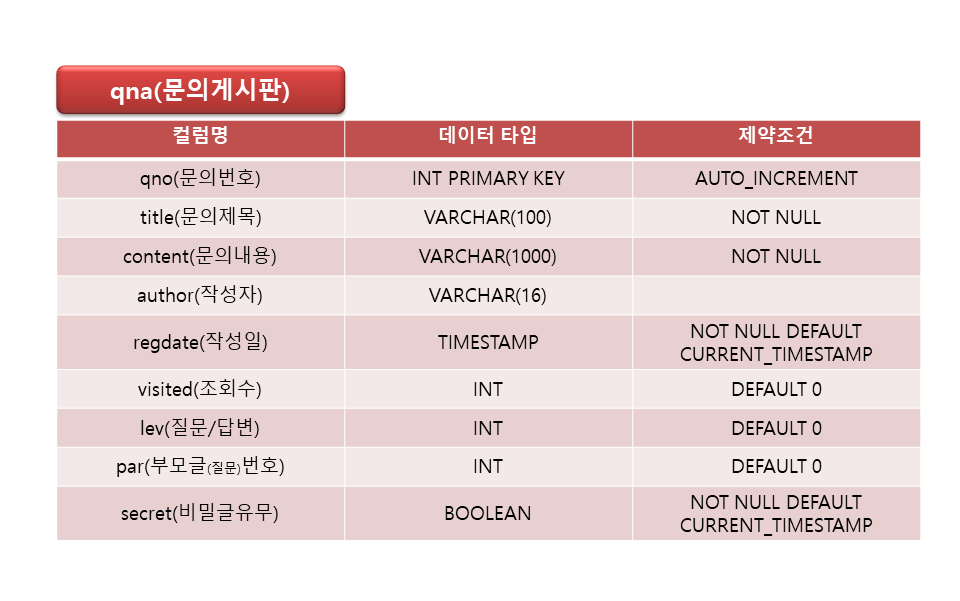 qna(문의게시판)
컬럼명 데이터 타입 제약조건
qno(문의번호) INT PRIMARY KEY AUTO_INCREMENT
title(문의제목) VARCHAR(100) NOT NULL
content(문의내용) VARCHAR(1000) NOT NULL
author(작성자) VARCHAR(16)
regdate(작성일) TIMESTAMP NOT NULL DEFAULT
CURRENT_TIMESTAMP
visited(조회수) INT DEFAULT 0
lev(질문/답변) INT DEFAULT 0
par(부모글(질문)번호) INT DEFAULT 0
secret(비밀글유무) BOOLEAN NOT NULL DEFAULT
CURRENT_TIMESTAMP